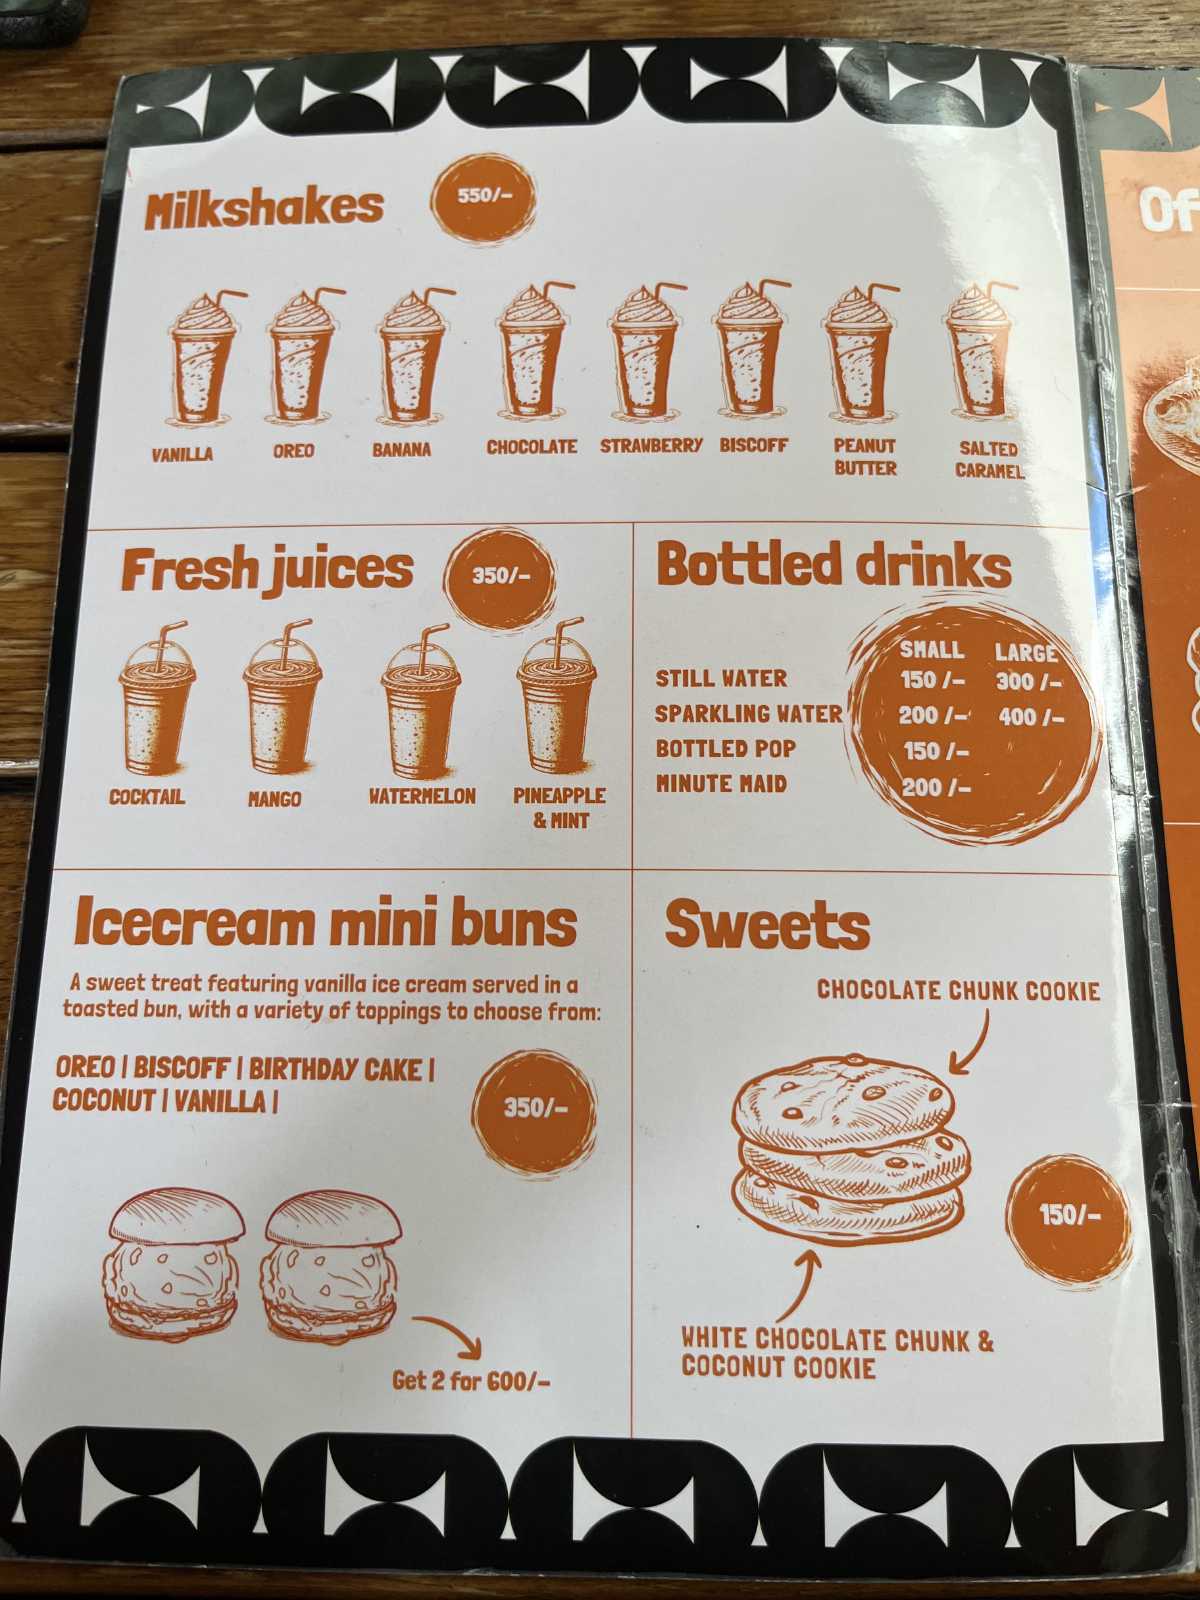 Milkshakes
550/-
VANILLA
OREO
BANANA
CHOCOLATE
STRAWBERRY
BISCOFF
PEANUT
BUTTER
SALTED
CARAMEL
Fresh juices
350/-
COCKTAIL
MANGO
WATERMELON
PINEAPPLE
& MINT
Bottled drinks
SMALL LARGE
STILL WATER 150 /- 300 /-
SPARKLING WATER 200 /- 400 /-
BOTTLED POP 150 /-
MINUTE MAID 200 /-
Icecream mini buns
A sweet treat featuring vanilla ice cream served in a
toasted bun, with a variety of toppings to choose from:
OREO | BISCOFF | BIRTHDAY CAKE |
COCONUT | VANILLA |
350/-
Get 2 for 600/-
Sweets
CHOCOLATE CHUNK COOKIE
150/-
WHITE CHOCOLATE CHUNK &
COCONUT COOKIE